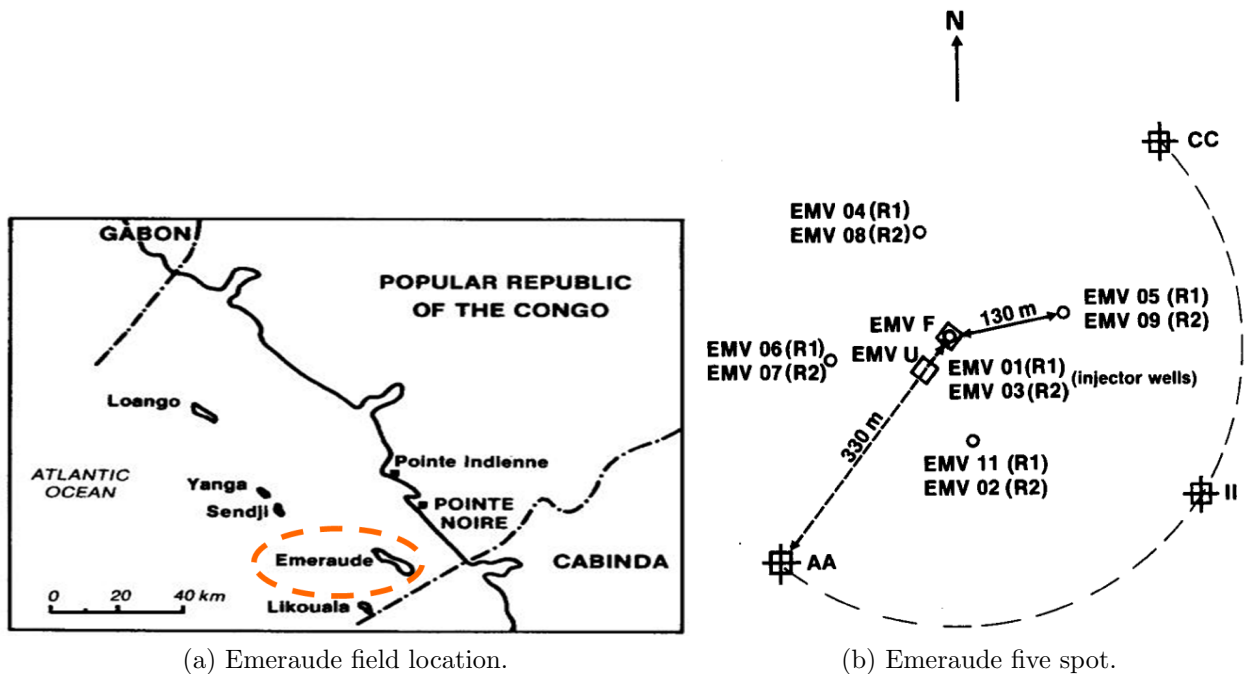 GABON
POPULAR REPUBLIC
OF THE CONGO
Loango
ATLANTIC
OCEAN
Yanga
Sendji
Pointe Indienne
POINTE
NOIRE
Emeraude
CABINDA
0 20 40 km
Likouala
(a) Emeraude field location.
N
CC
EMV 04 (R1)
EMV 08 (R2)
EMV F
130 m
EMV 05 (R1)
EMV 09 (R2)
EMV 06 (R1)
EMV 07 (R2)
EMV U
EMV 01(R1)
EMV 03(R2) (injector wells)
330 m
EMV 11 (R1)
EMV 02 (R2)
II
AA
(b) Emeraude five spot.